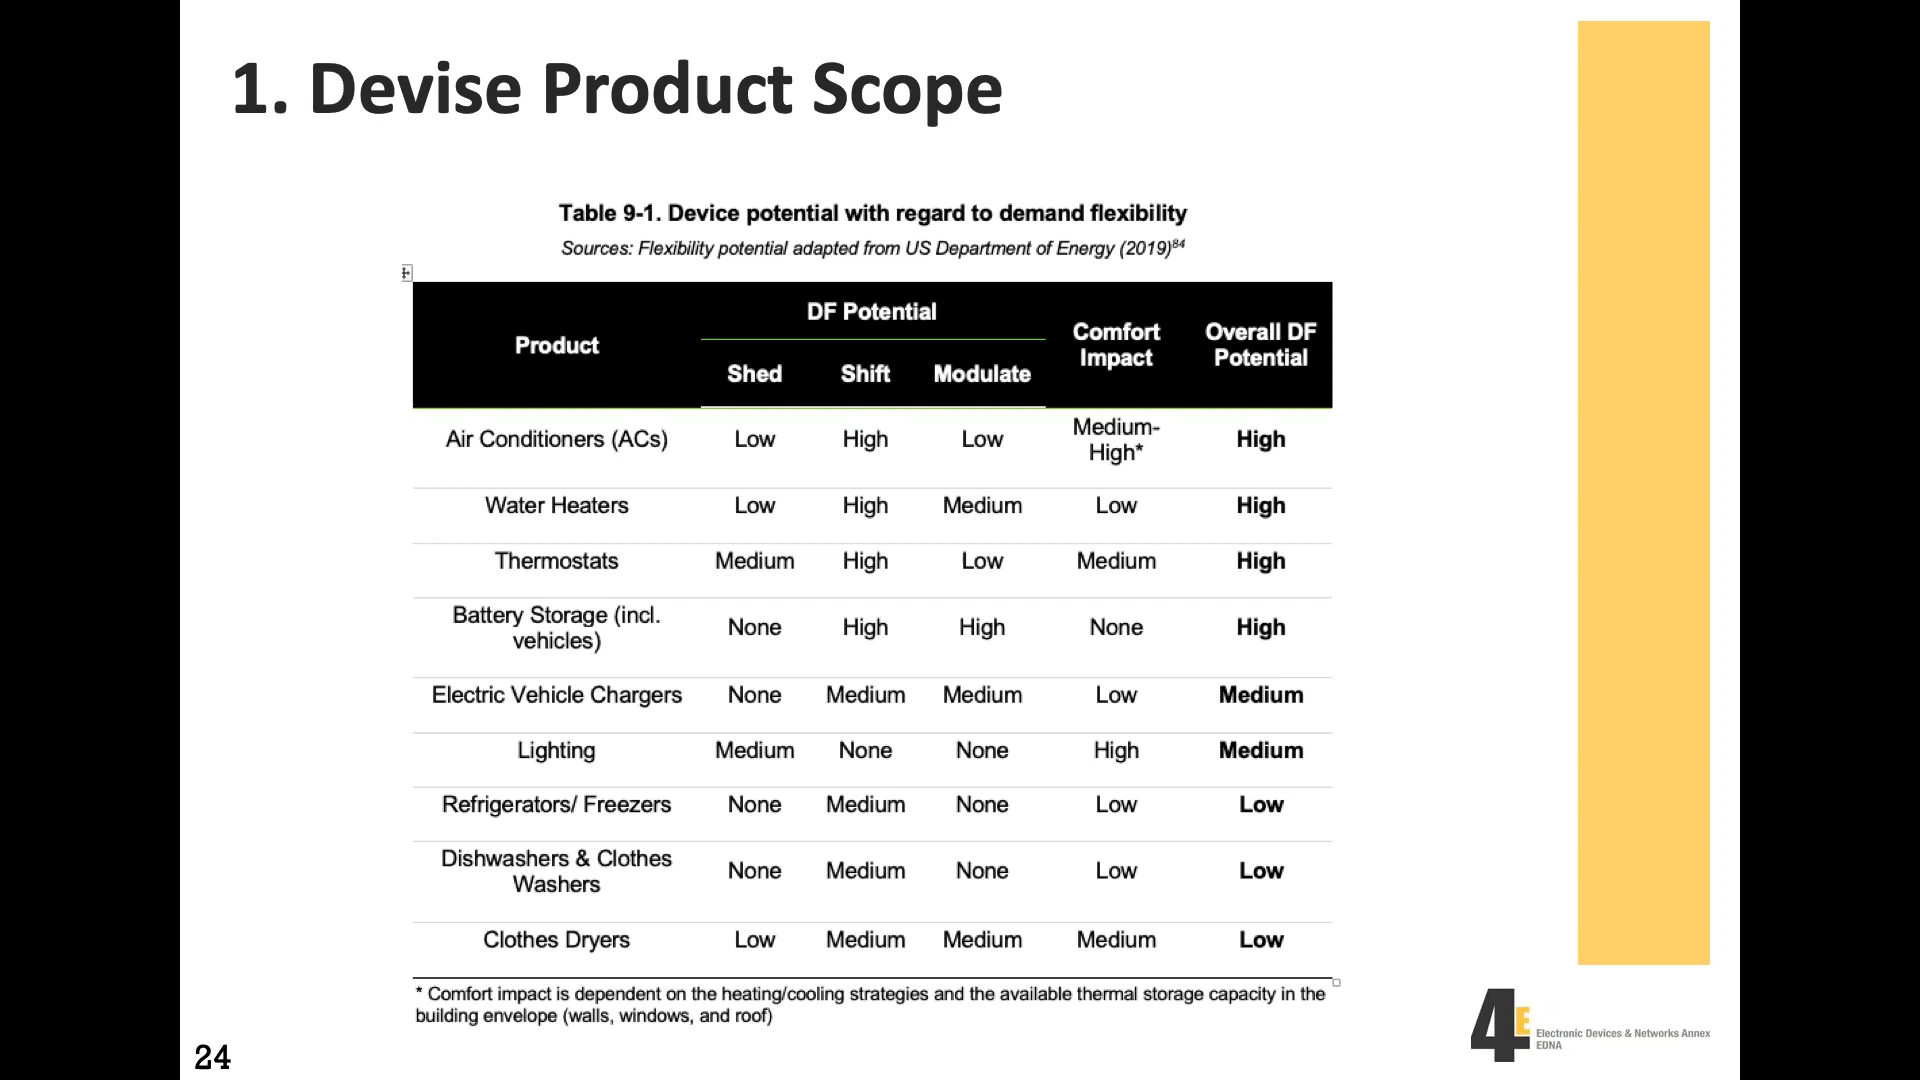 1. Devise Product Scope
Table 9-1. Device potential with regard to demand flexibility
Sources: Flexibility potential adapted from US Department of Energy (2019)84
Product
DF Potential
Comfort
Impact
Overall DF
Potential
Shed Shift Modulate
Air Conditioners (ACs) Low High Low Medium-
High* High
Water Heaters Low High Medium Low High
Thermostats Medium High Low Medium High
Battery Storage (incl.
vehicles) None High High None High
Electric Vehicle Chargers None Medium Medium Low Medium
Lighting Medium None None High Medium
Refrigerators/ Freezers None Medium None Low Low
Dishwashers & Clothes
Washers None Medium None Low Low
Clothes Dryers Low Medium Medium Medium Low
* Comfort impact is dependent on the heating/cooling strategies and the available thermal storage capacity in the
building envelope (walls, windows, and roof)
24
4E
Electronic Devices & Networks Annex
EDNA